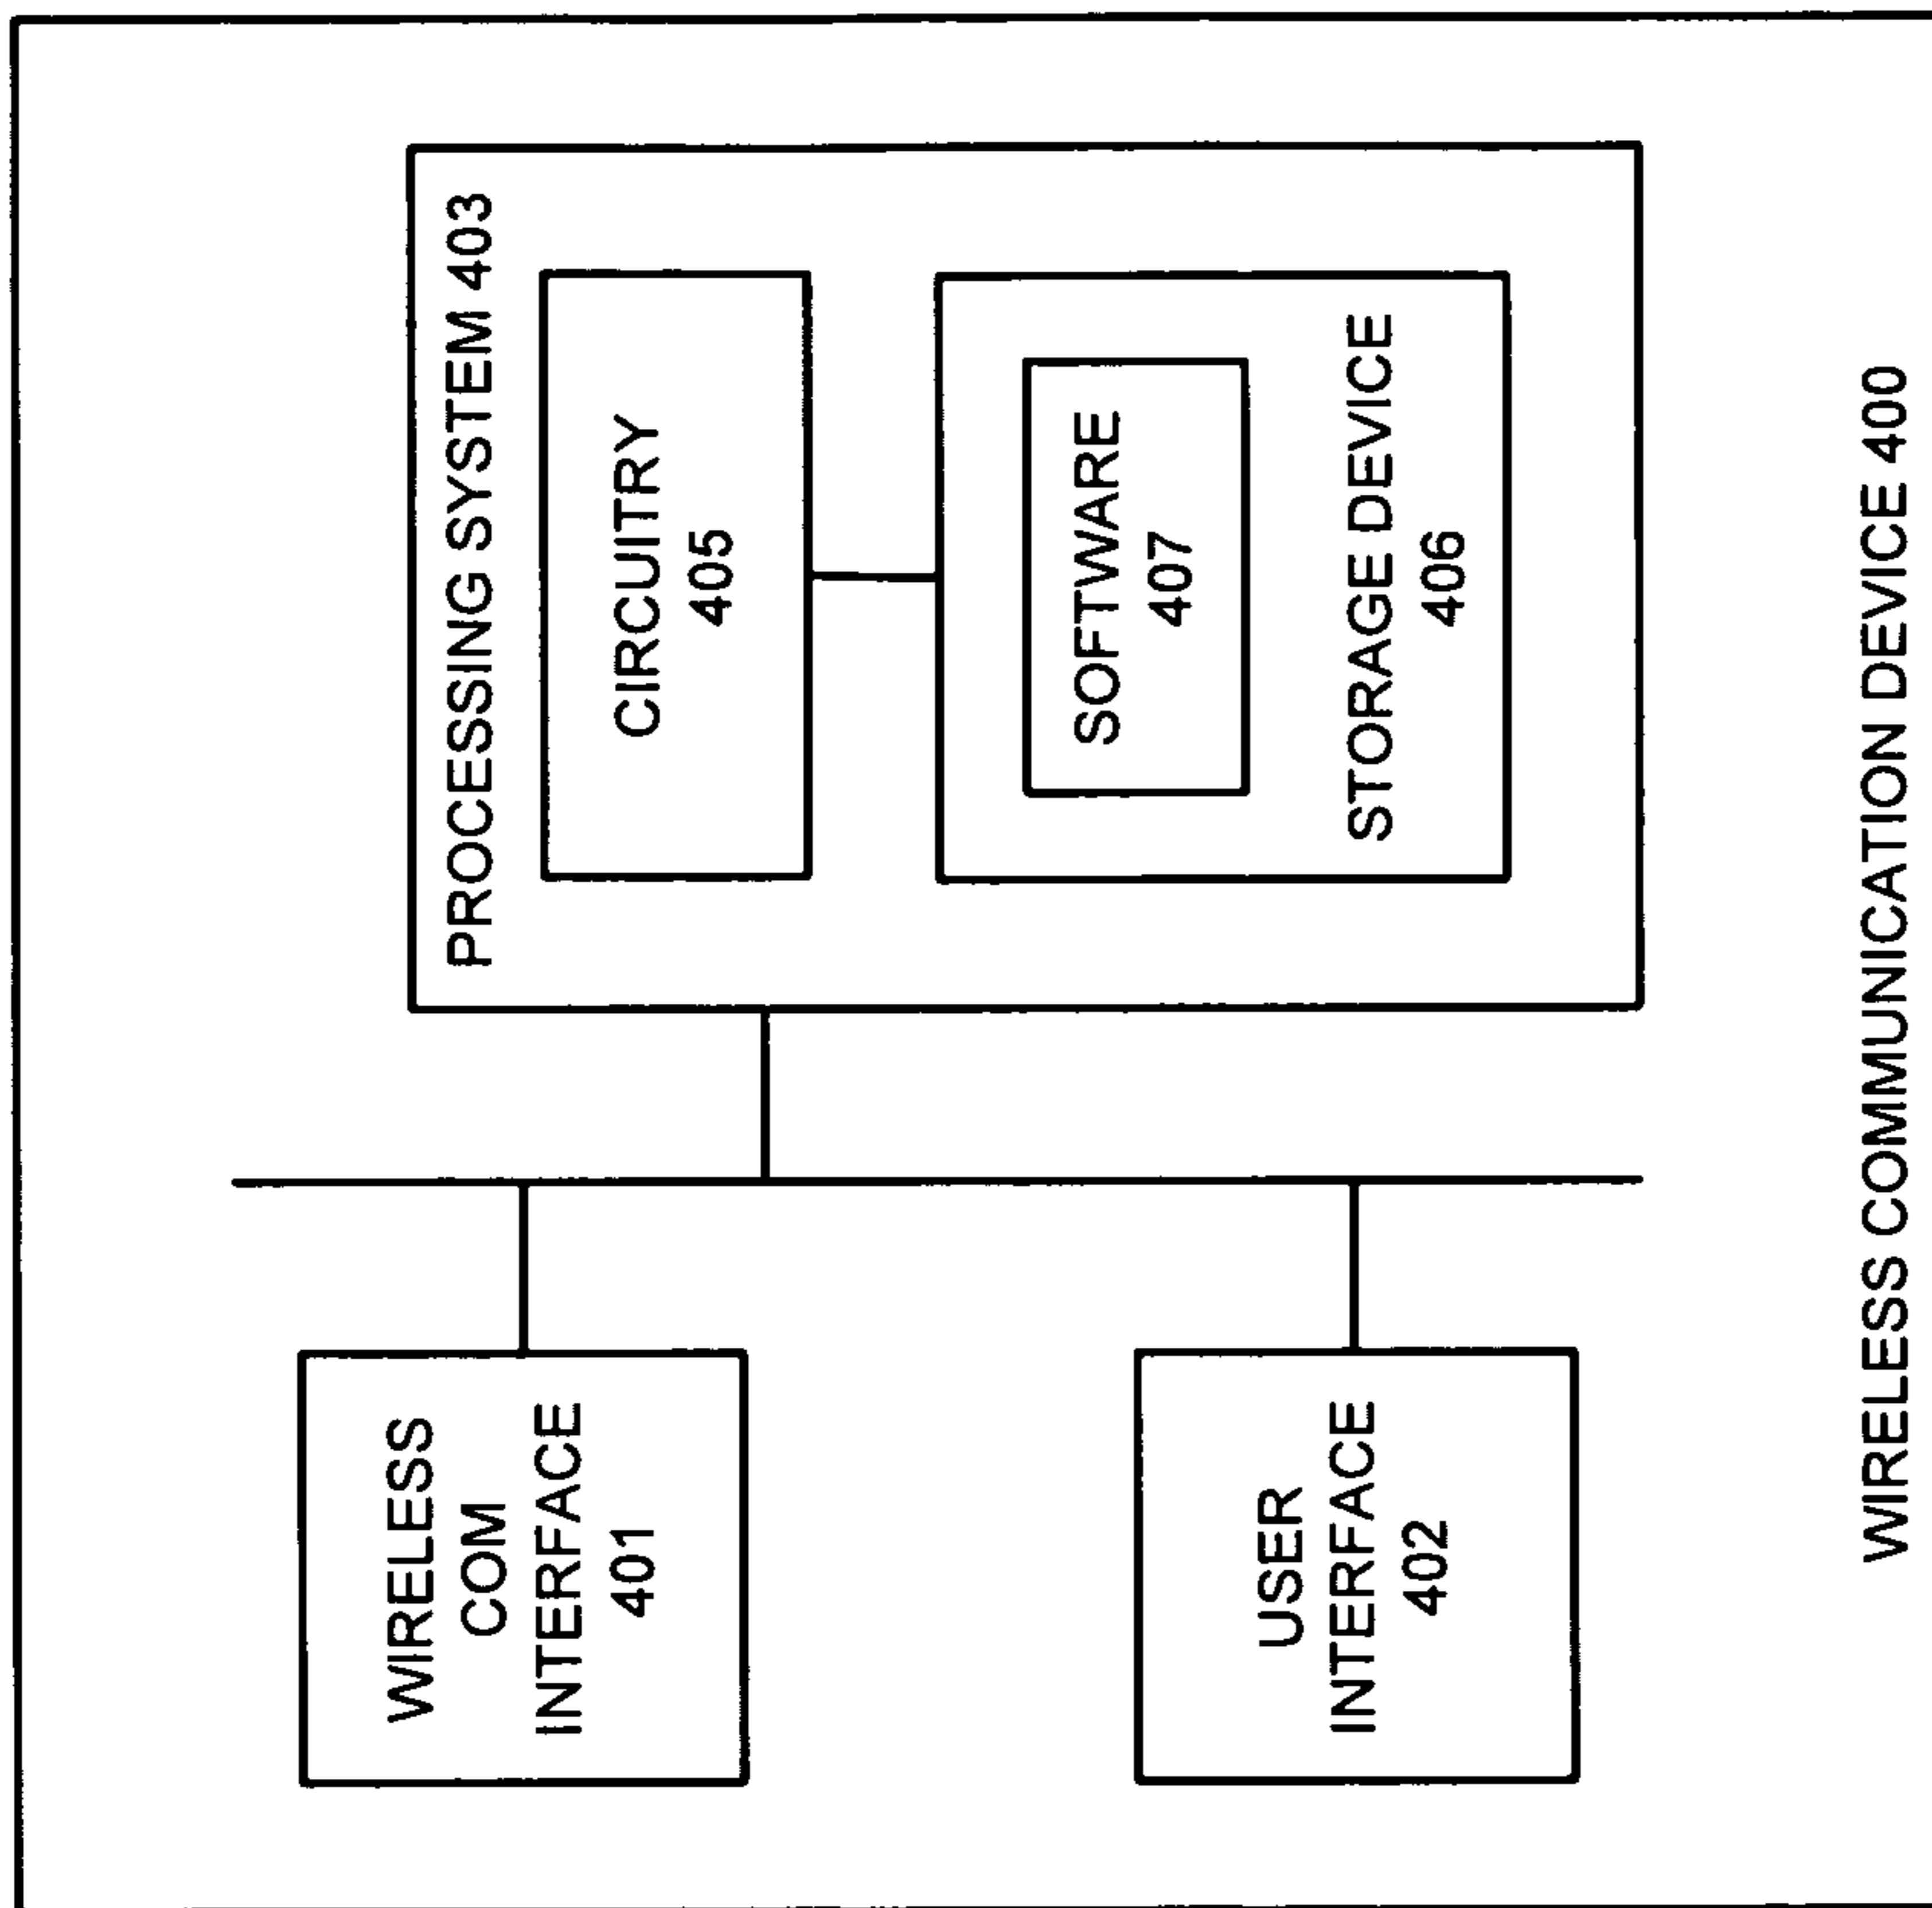 WIRELESS
COM
INTERFACE
401
USER
INTERFACE
402
PROCESSING SYSTEM 403
CIRCUITRY
405
SOFTWARE
407
STORAGE DEVICE
406
WIRELESS COMMUNICATION DEVICE 400